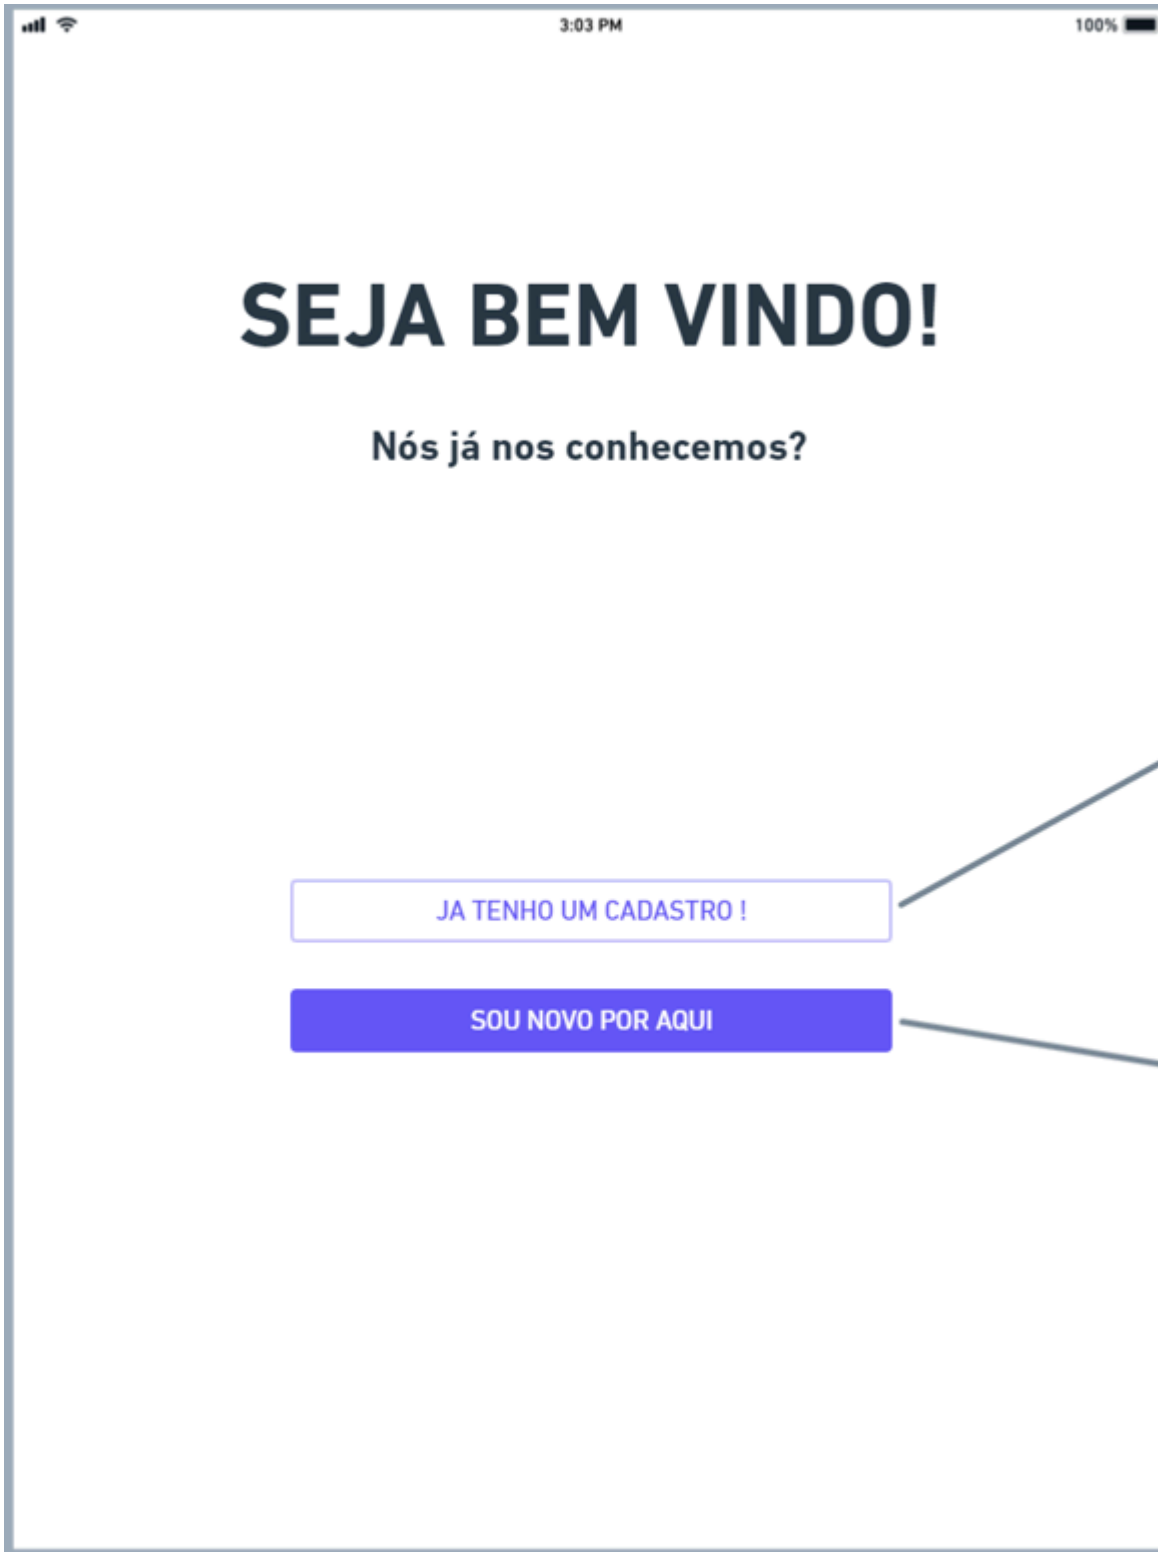 3:03 PM
100%
SEJA BEM VINDO!
Nós já nos conhecemos?
JA TENHO UM CADASTRO !
SOU NOVO POR AQUI